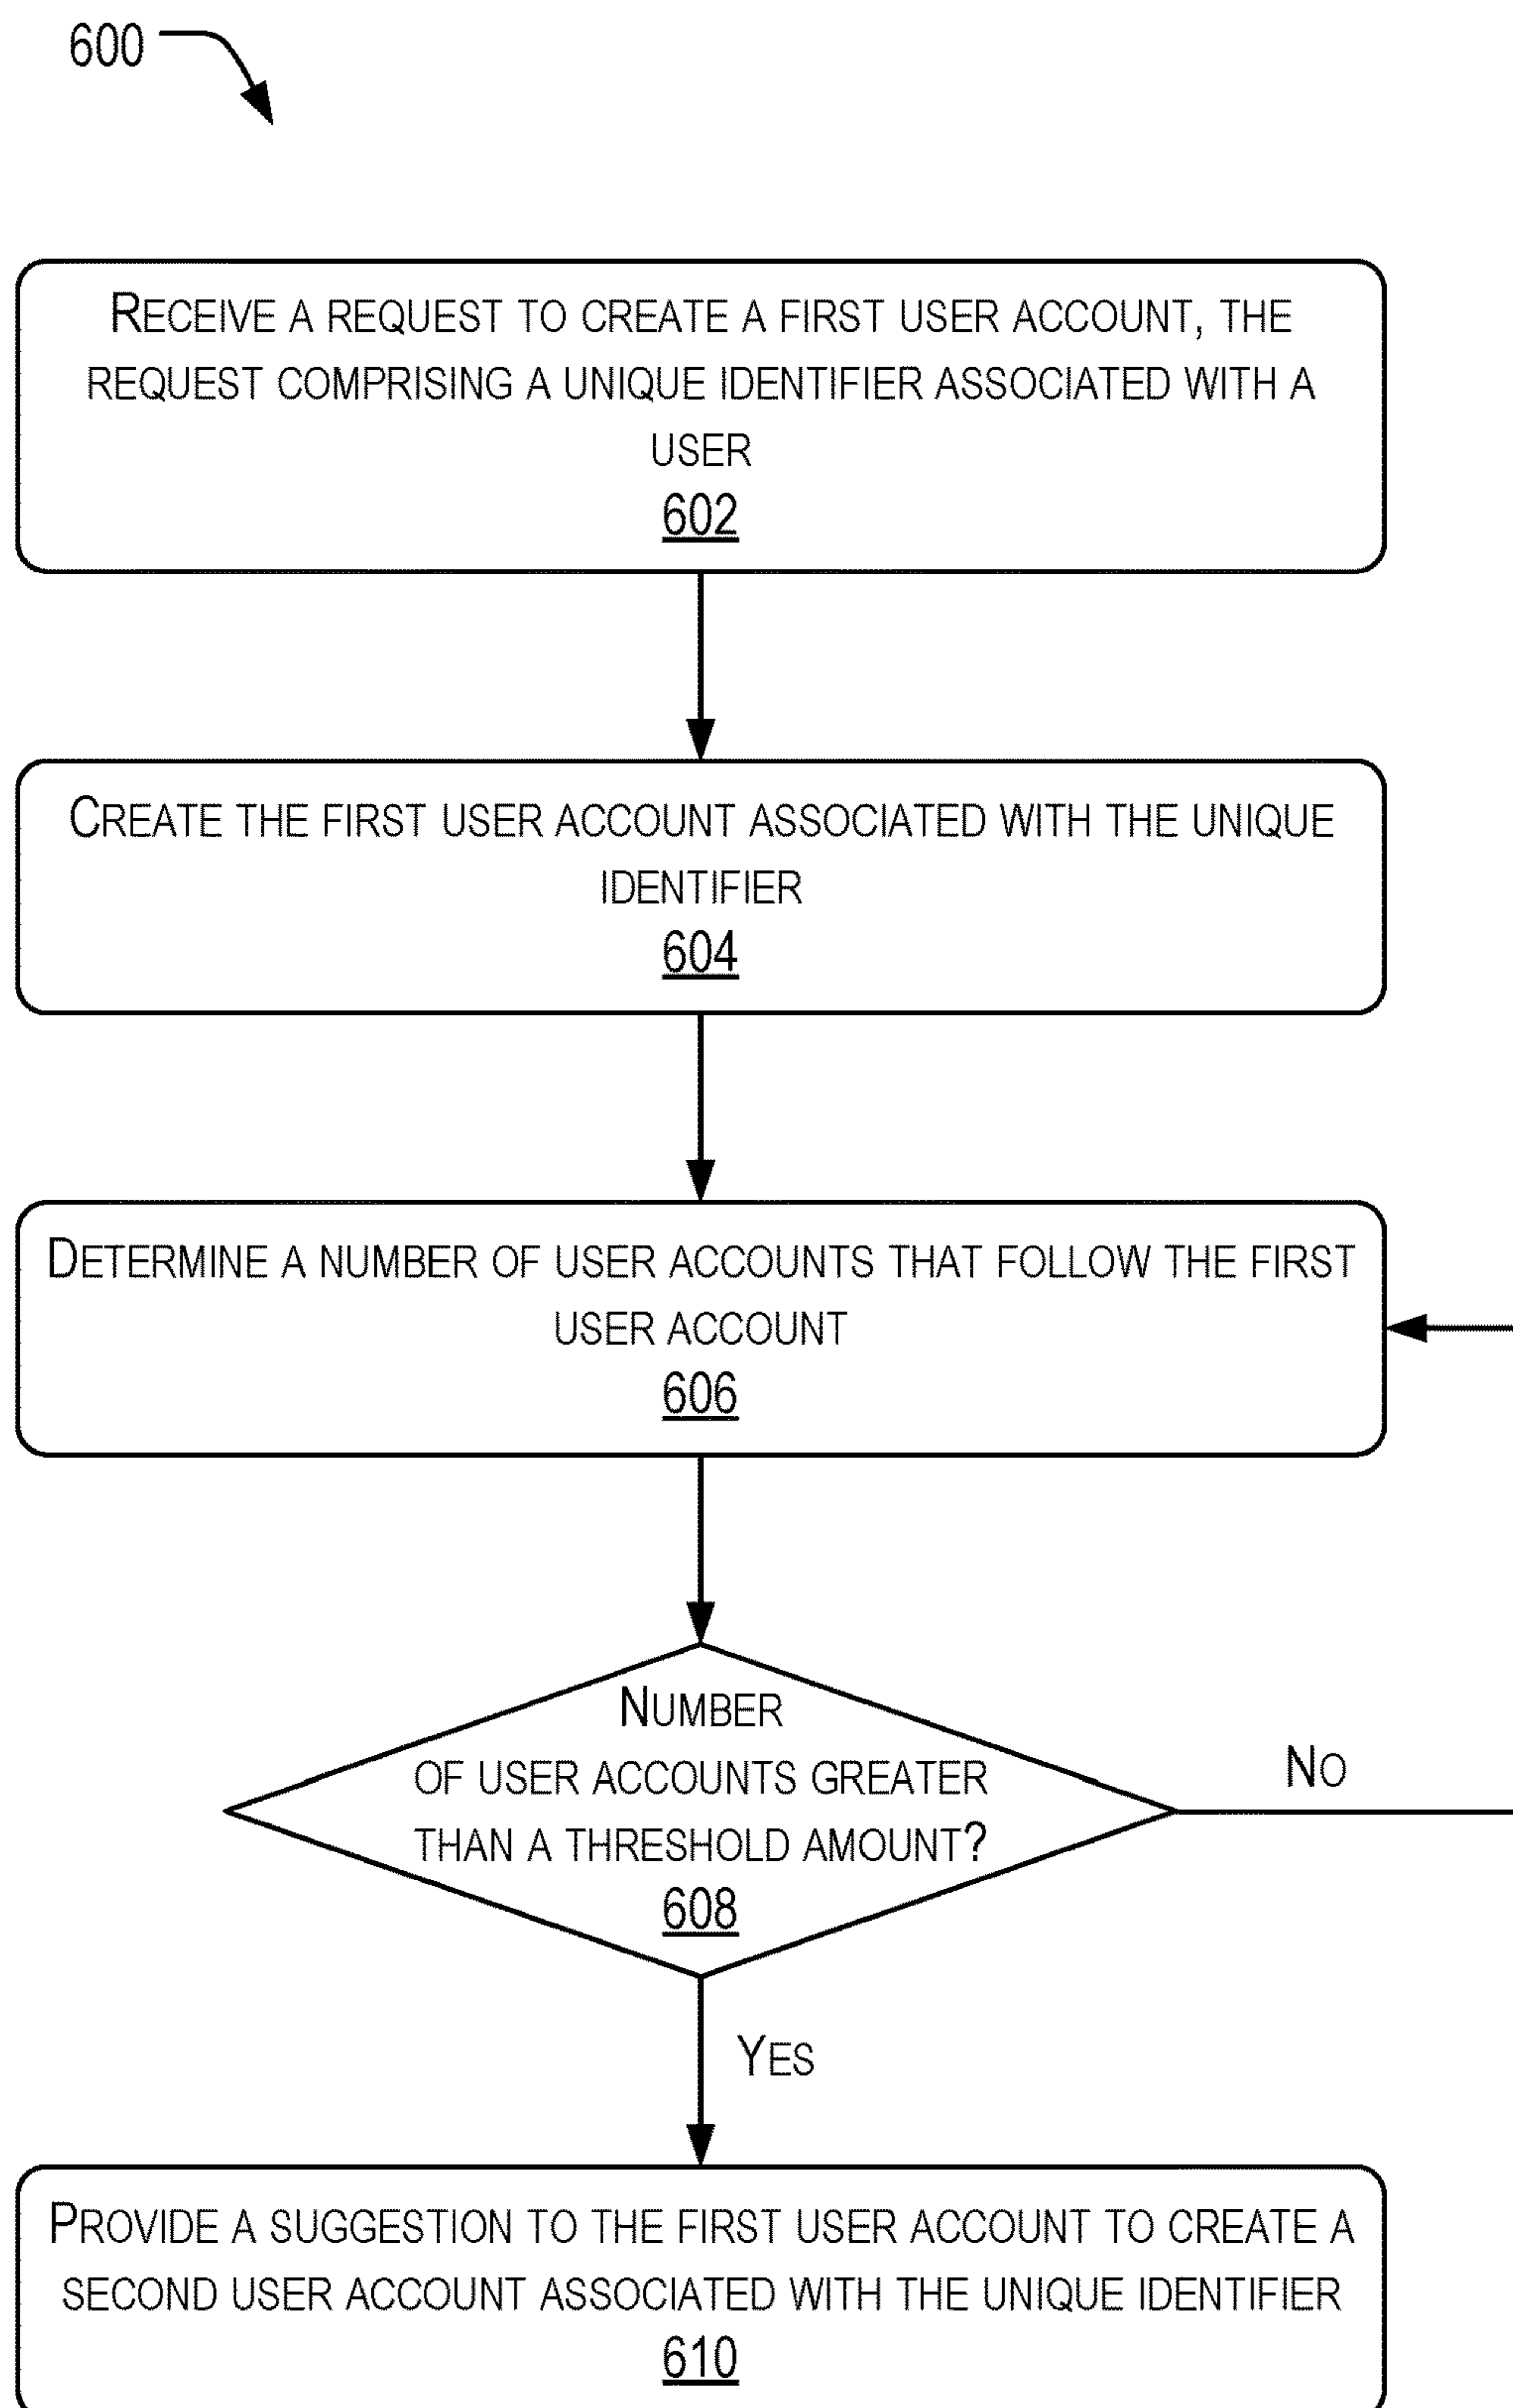 600
RECEIVE A REQUEST TO CREATE A FIRST USER ACCOUNT, THE
REQUEST COMPRISING A UNIQUE IDENTIFIER ASSOCIATED WITH A
USER
602
CREATE THE FIRST USER ACCOUNT ASSOCIATED WITH THE UNIQUE
IDENTIFIER
604
DETERMINE A NUMBER OF USER ACCOUNTS THAT FOLLOW THE FIRST
USER ACCOUNT
606
NUMBER
OF USER ACCOUNTS GREATER
THAN A THRESHOLD AMOUNT?
608
NO
YES
PROVIDE A SUGGESTION TO THE FIRST USER ACCOUNT TO CREATE A
SECOND USER ACCOUNT ASSOCIATED WITH THE UNIQUE IDENTIFIER
610